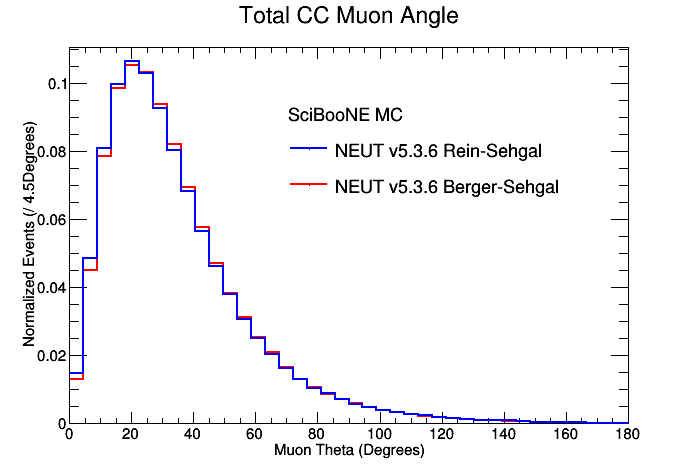 Total CC Muon Angle
Normalized Events (/ 4.5Degrees)
0.1
0.08
0.06
0.04
0.02
0
SciBooNE MC
NEUT v5.3.6 Rein-Sehgal
NEUT v5.3.6 Berger-Sehgal
0 20 40 60 80 100 120 140 160 180
Muon Theta (Degrees)